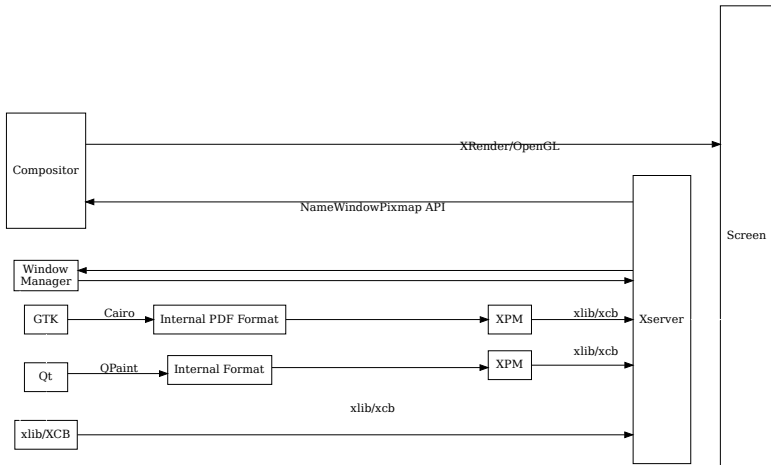 XRender/OpenGL
Compositor
NameWindowPixmap API
Screen
Window
Manager
GTK
Cairo
Internal PDF Format
XPM
xlib/xcb
Xserver
Qt
QPaint
Internal Format
XPM
xlib/xcb
xlib/xcb
xlib/XCB